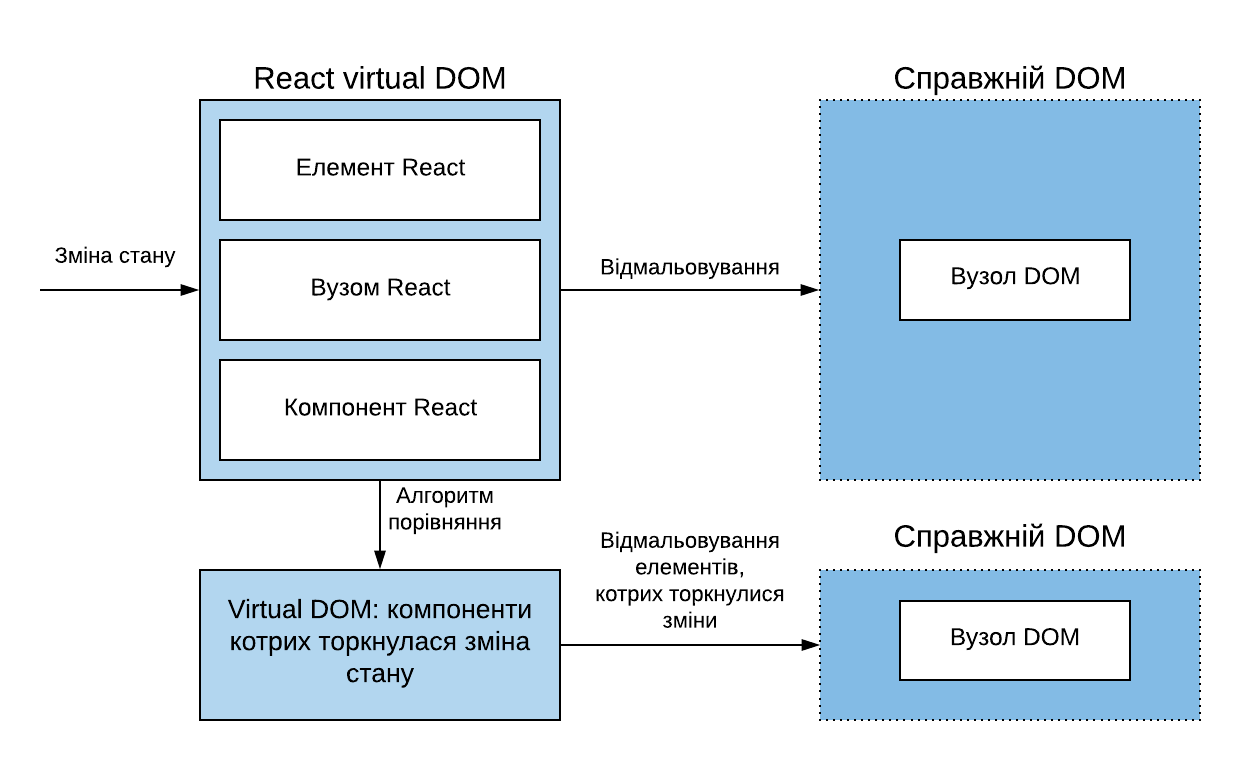 React virtual DOM
Справжній DOM
Елемент React
Зміна стану
Вузом React
Відмальовування
Вузол DOM
Компонент React
Алгоритм
порівняння
Справжній DOM
Відмальовування
елементів,
котрих торкнулися
зміни
Virtual DOM: компоненти
котрих торкнулася зміна
стану
Вузол DOM